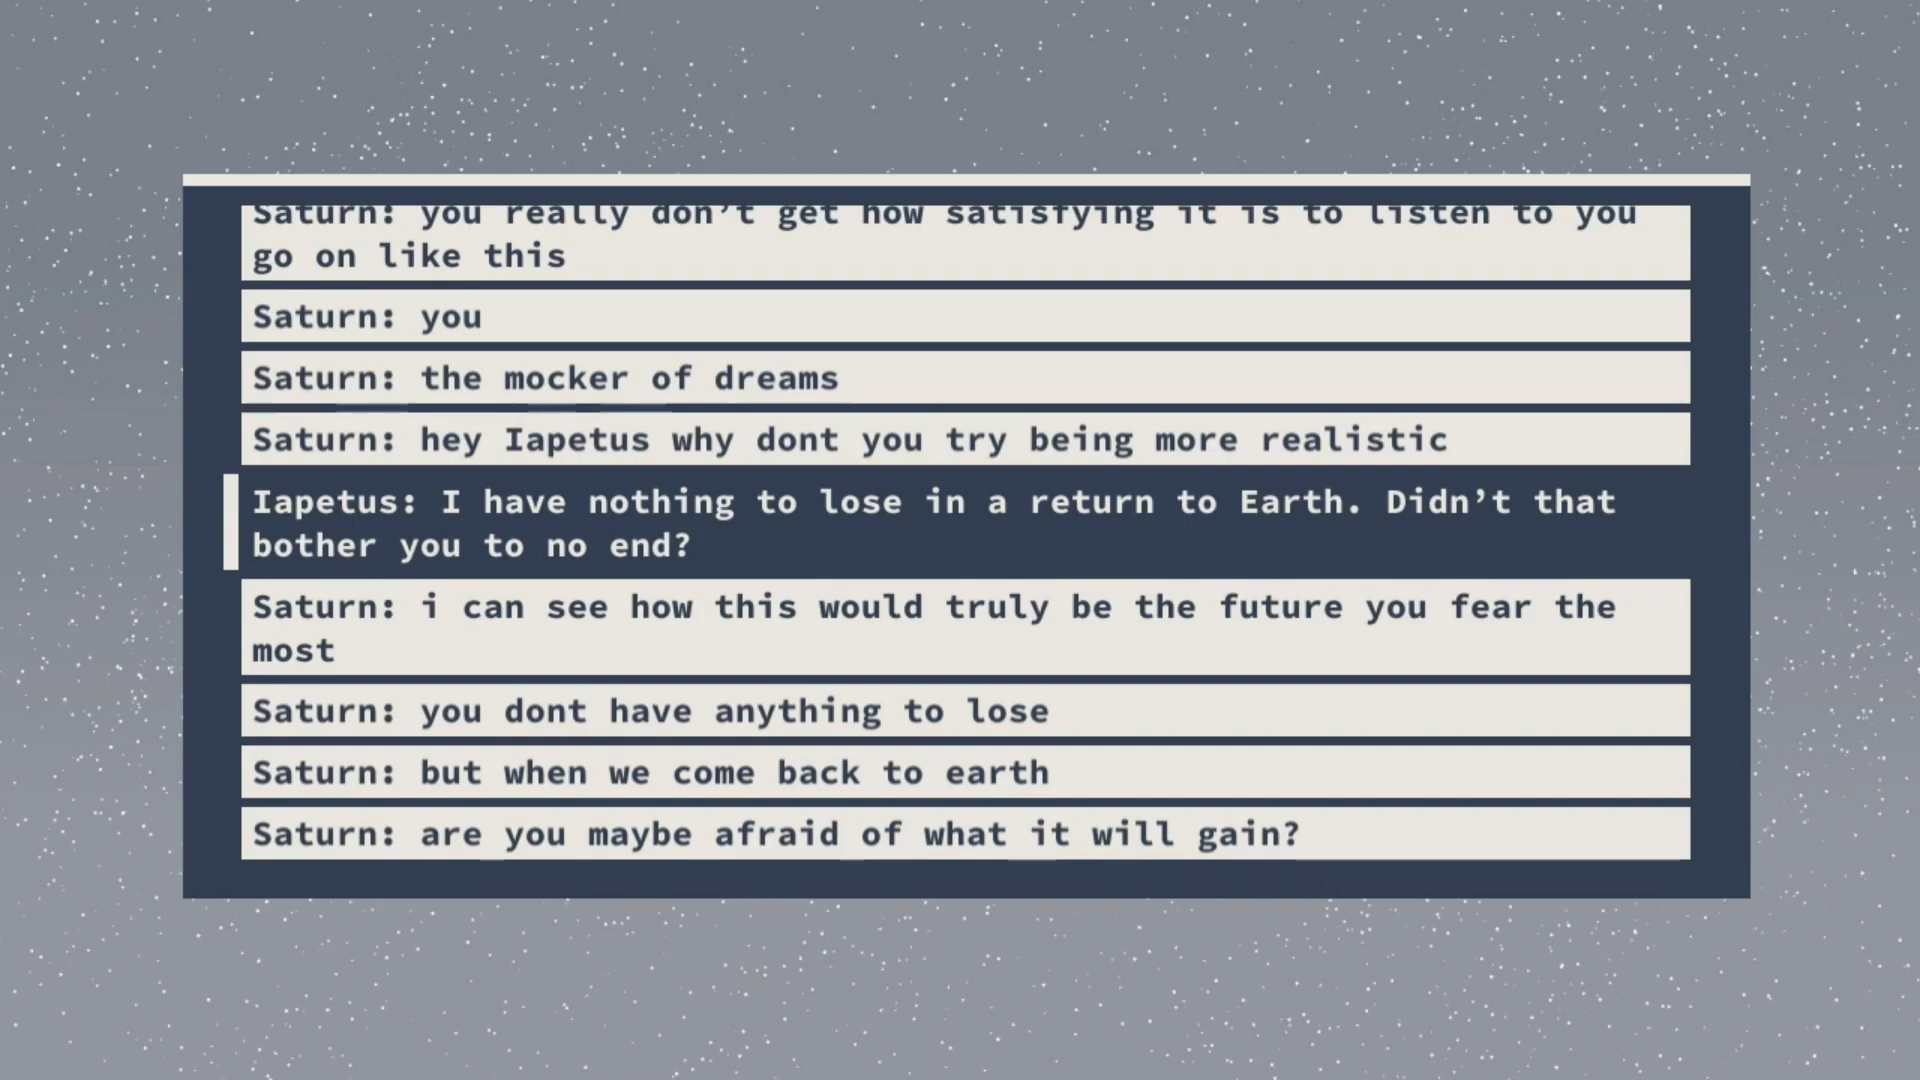 Saturn: you really don’t get how satisfying it is to listen to you
go on like this
Saturn: you
Saturn: the mocker of dreams
Saturn: hey Iapetus why dont you try being more realistic
Iapetus: I have nothing to lose in a return to Earth. Didn’t that
bother you to no end?
Saturn: i can see how this would truly be the future you fear the
most
Saturn: you dont have anything to lose
Saturn: but when we come back to earth
Saturn: are you maybe afraid of what it will gain?